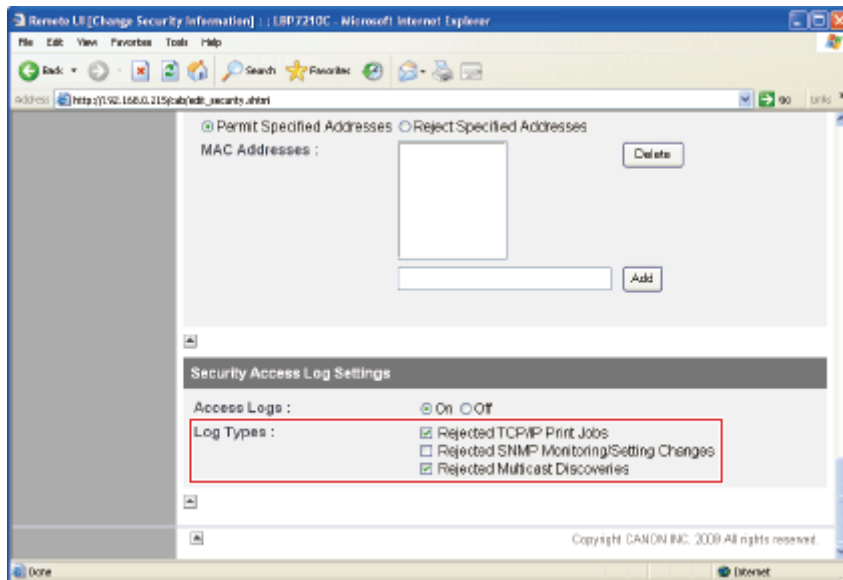 Remote UI [Change Security Information] : : LBP7210C - Microsoft Internet Explorer
File Edit View Favorites Tools Help
Back Search Favorites
Address http://192.168.0.215/cab/edit_security.shtml Go Links
Permit Specified Addresses Reject Specified Addresses
MAC Addresses :
Delete
Add
Security Access Log Settings
Access Logs : On Off
Log Types : Rejected TCP/IP Print Jobs
Rejected SNMP Monitoring/Setting Changes
Rejected Multicast Discoveries
Copyright CANON INC. 2009 All rights reserved.
Done Internet